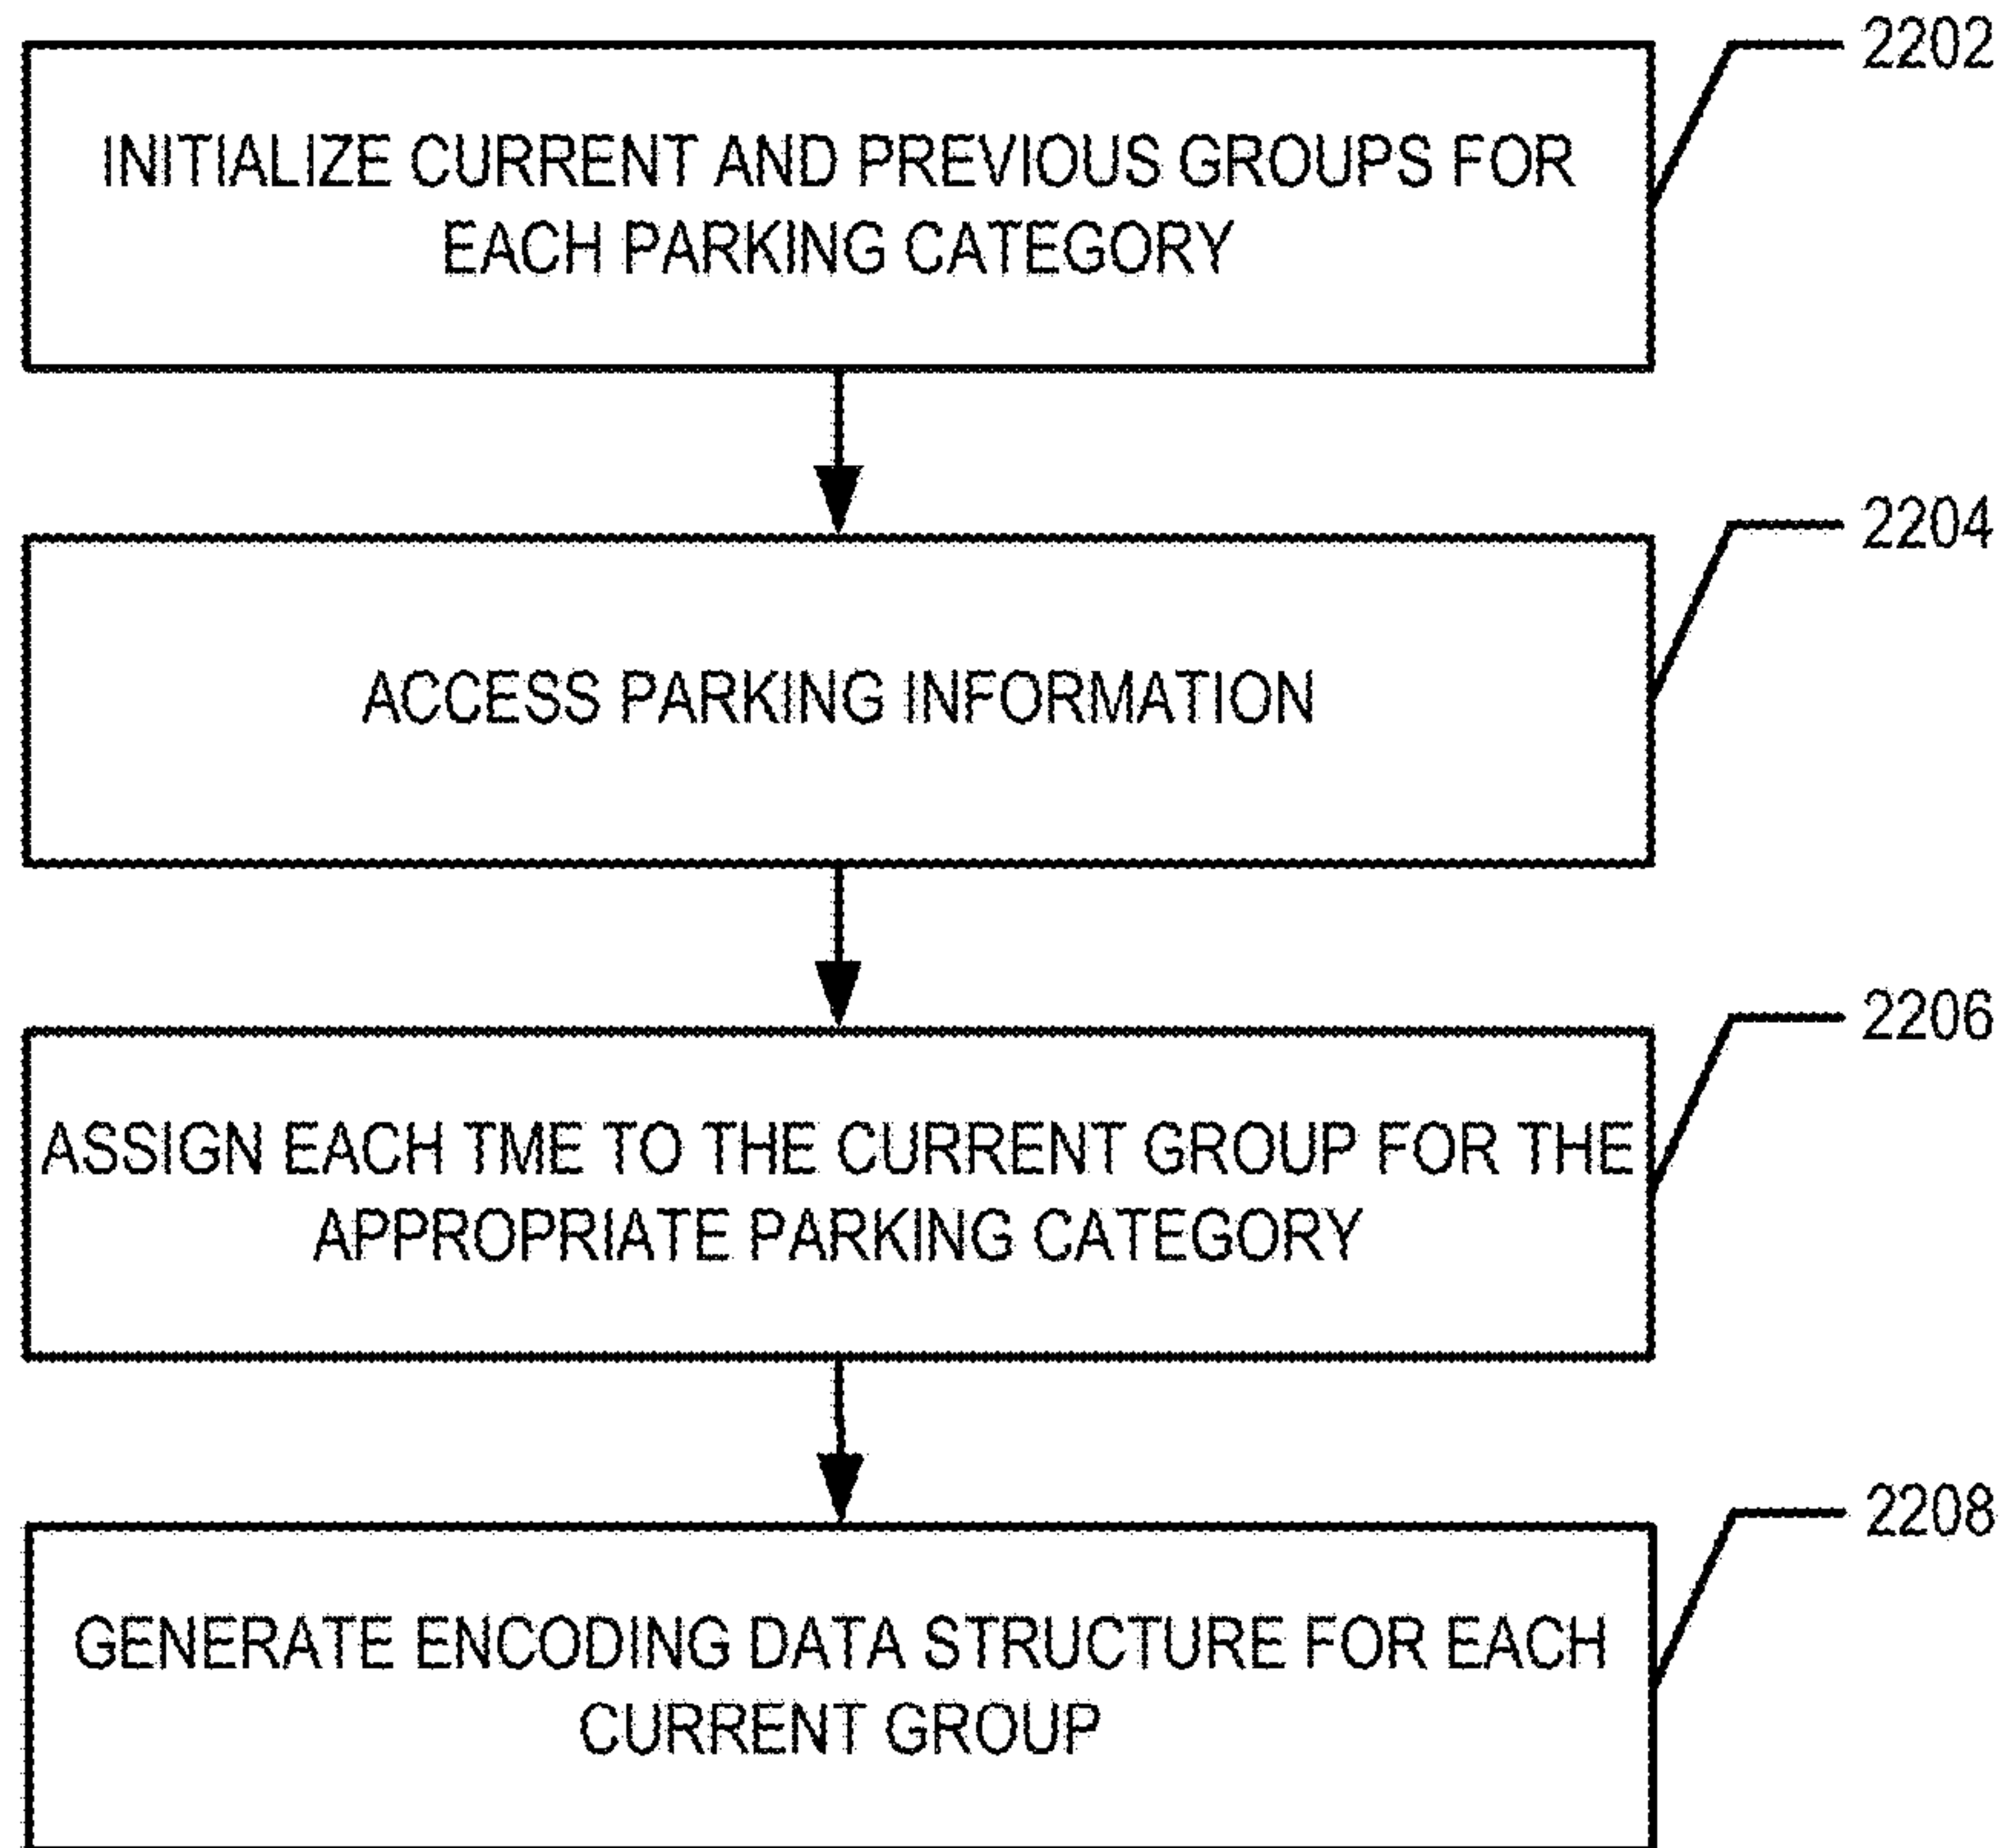 2202
INITIALIZE CURRENT AND PREVIOUS GROUPS FOR
EACH PARKING CATEGORY
2204
ACCESS PARKING INFORMATION
2206
ASSIGN EACH TME TO THE CURRENT GROUP FOR THE
APPROPRIATE PARKING CATEGORY
2208
GENERATE ENCODING DATA STRUCTURE FOR EACH
CURRENT GROUP